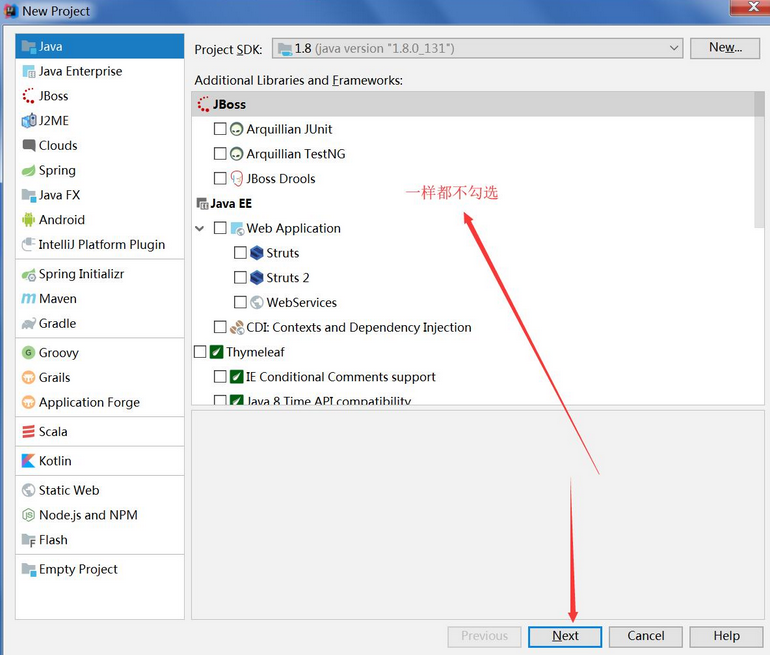 New Project
Java
Java Enterprise
JBoss
J2ME
Clouds
Spring
Java FX
Android
IntelliJ Platform Plugin
Spring Initializr
Maven
Gradle
Groovy
Grails
Application Forge
Scala
Kotlin
Static Web
Node.js and NPM
Flash
Empty Project
Project SDK: 1.8 (java version "1.8.0_131") New...
Additional Libraries and Frameworks:
JBoss
Arquillian JUnit
Arquillian TestNG
JBoss Drools
一样都不勾选
Java EE
Web Application
Struts
Struts 2
WebServices
CDI: Contexts and Dependency Injection
Thymeleaf
IE Conditional Comments support
Java 8 Time API compatibility
Previous Next Cancel Help